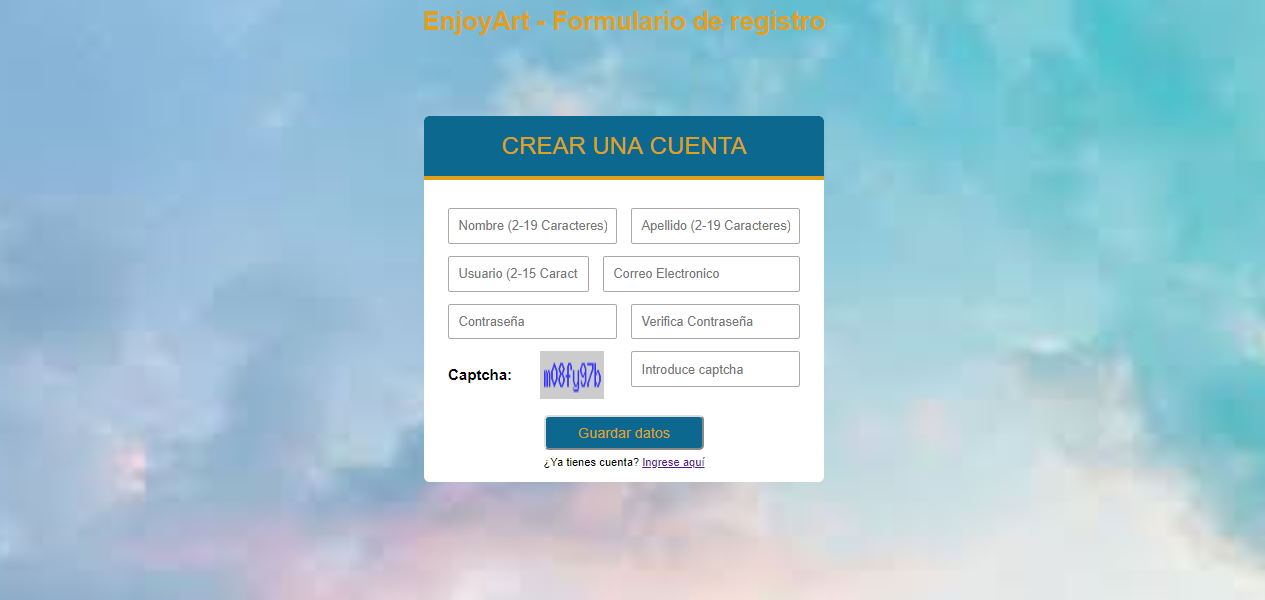 EnjoyArt - Formulario de registro
CREAR UNA CUENTA
Nombre (2-19 Caracteres) Apellido (2-19 Caracteres)
Usuario (2-15 Caract Correo Electronico
Contraseña Verifica Contraseña
Captcha: m08fy97b Introduce captcha
Guardar datos
¿Ya tienes cuenta? Ingrese aquí